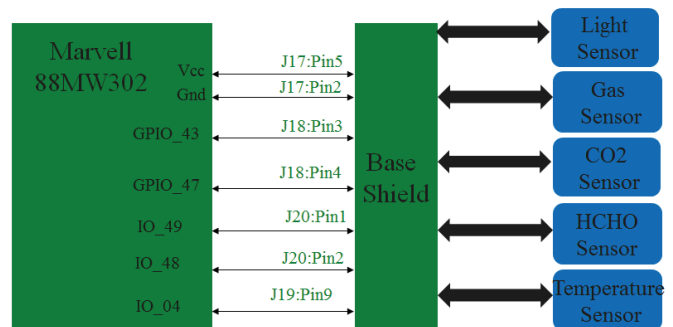 Marvell
88MW302
Vcc
Gnd
GPIO_43
GPIO_47
IO_49
IO_48
IO_04
J17:Pin5
J17:Pin2
J18:Pin3
J18:Pin4
J20:Pin1
J20:Pin2
J19:Pin9
Base
Shield
Light
Sensor
Gas
Sensor
CO2
Sensor
HCHO
Sensor
Temperature
Sensor